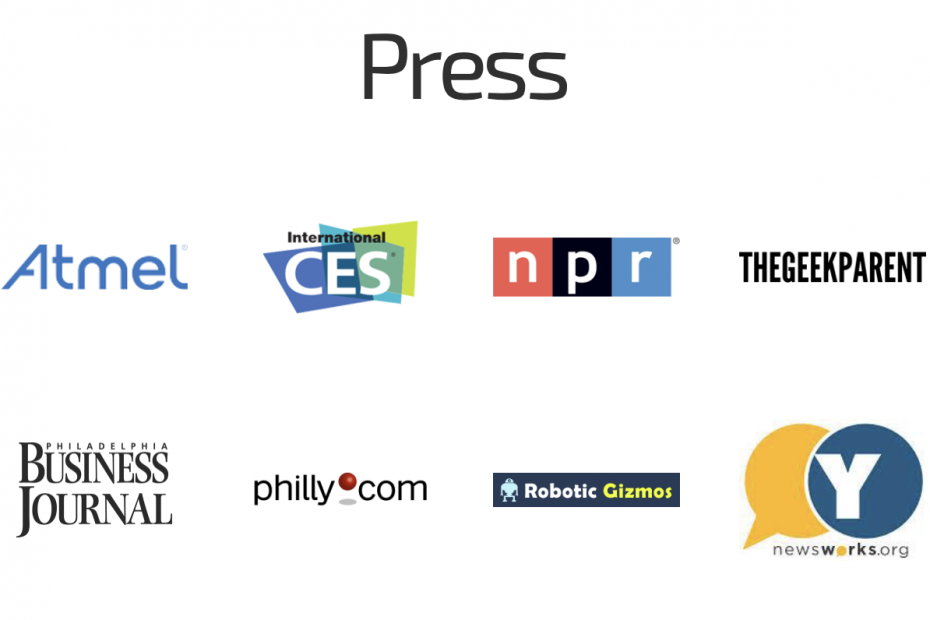 Press
Atmel®
International
CES®
npr®
THEGEEKPARENT
PHILADELPHIA
BUSINESS
JOURNAL
philly.com
Robotic Gizmos
Y
newsworks.org